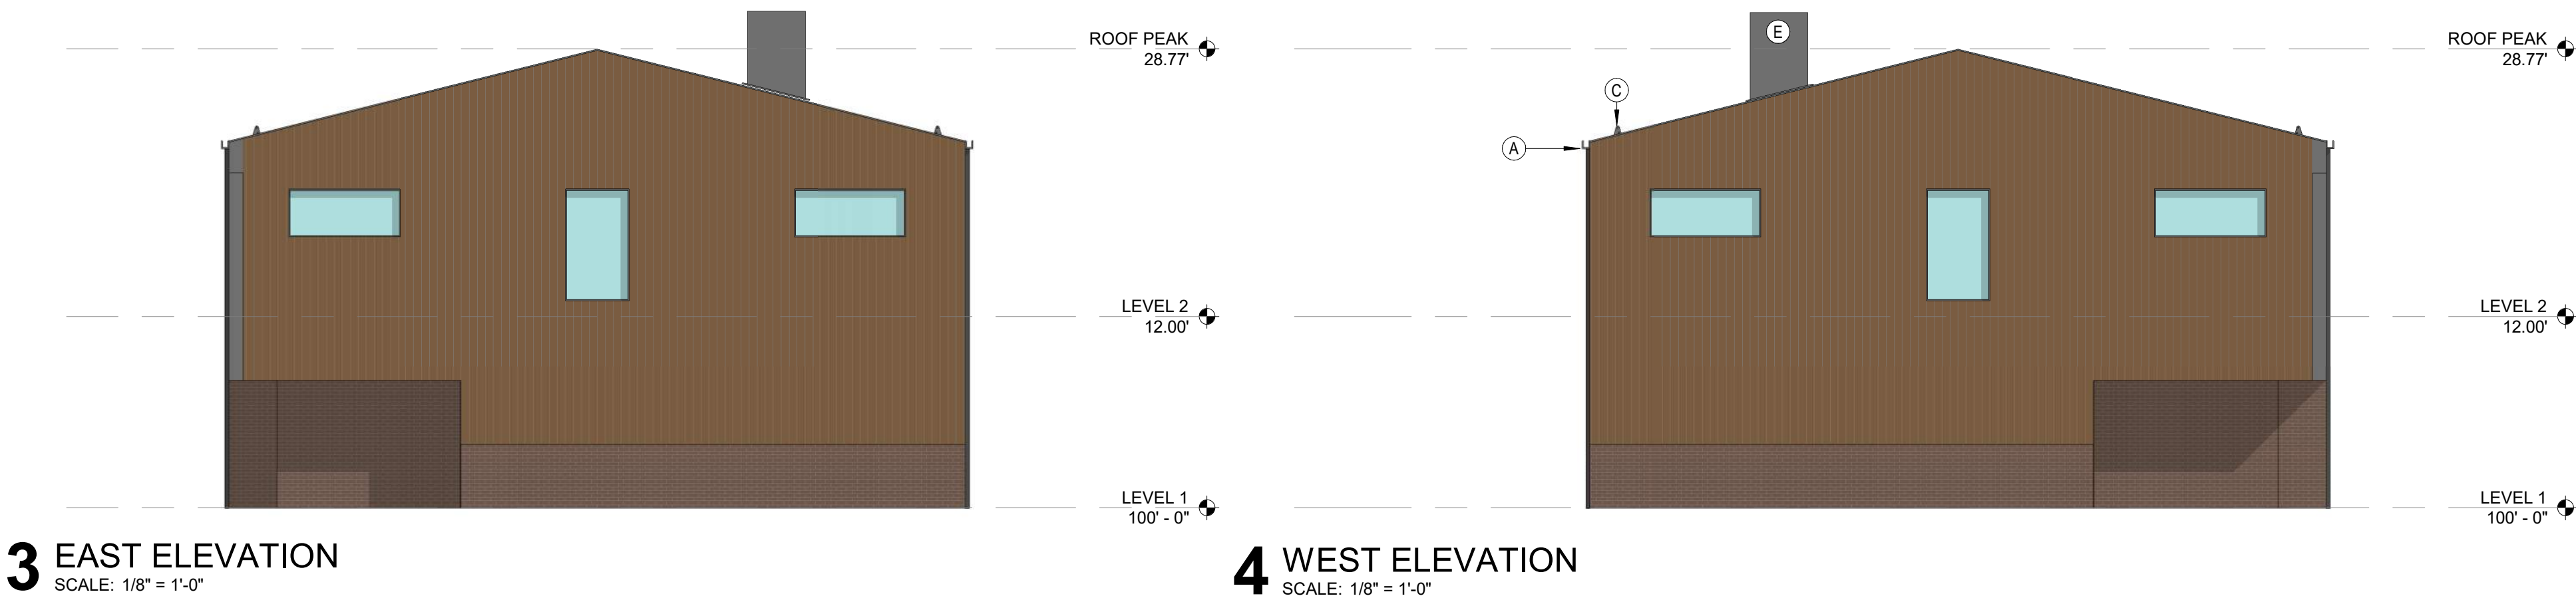 ROOF PEAK
28.77'
LEVEL 2
12.00'
LEVEL 1
100' - 0"
3 EAST ELEVATION
SCALE: 1/8" = 1'-0"
E
C
A
ROOF PEAK
28.77'
LEVEL 2
12.00'
LEVEL 1
100' - 0"
4 WEST ELEVATION
SCALE: 1/8" = 1'-0"